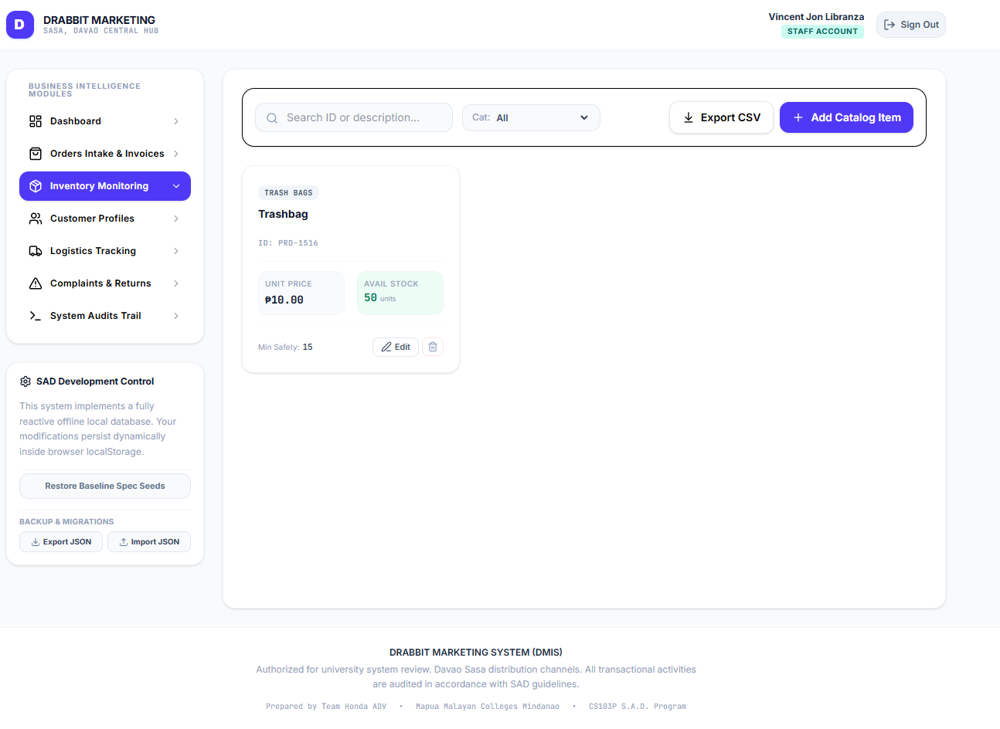 D
DRABBIT MARKETING
SASA, DAVAO CENTRAL HUB
Vincent Jon Libranza
STAFF ACCOUNT
Sign Out
BUSINESS INTELLIGENCE
MODULES
Dashboard
Orders Intake & Invoices
Inventory Monitoring
Customer Profiles
Logistics Tracking
Complaints & Returns
System Audits Trail
SAD Development Control
This system implements a fully
reactive offline local database. Your
modifications persist dynamically
inside browser localStorage.
Restore Baseline Spec Seeds
BACKUP & MIGRATIONS
Export JSON
Import JSON
Search ID or description...
Cat: All
Export CSV
Add Catalog Item
TRASH BAGS
Trashbag
ID: PRD-1516
UNIT PRICE
₱10.00
AVAIL STOCK
50 units
Min Safety: 15
Edit
DRABBIT MARKETING SYSTEM (DMIS)
Authorized for university system review. Davao Sasa distribution channels. All transactional activities
are audited in accordance with SAD guidelines.
Prepared by Team Honda ADV • Mapua Malayan Colleges Mindanao • CS103P S.A.D. Program